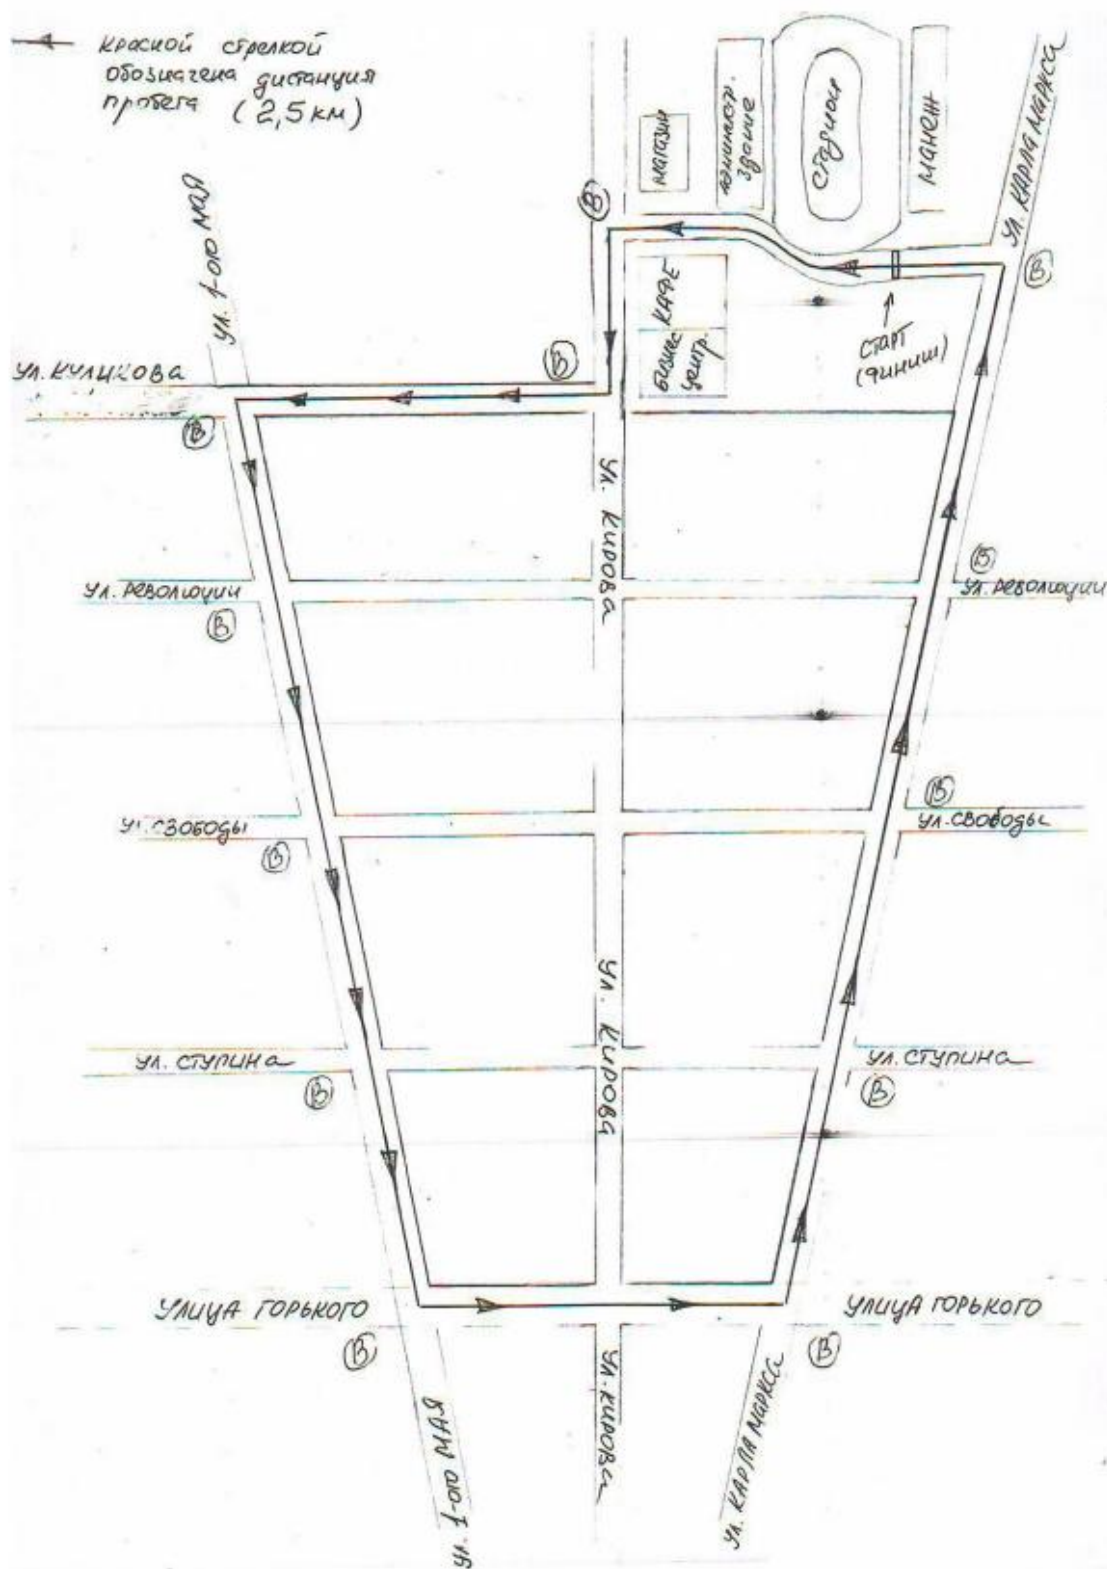 красной стрелкой
обозначена дистанция
пробега (2,5 км)
магазин
здание
стадион
манеж
ул. Карла Маркса
В
В
ул. 1-ого мая
КАФЕ
старт
(финиш)
В
Бизнес
центр.
ул. Куликова
В
ул. Кирова
В
ул. Революции
ул. Революции
В
В
ул. Свободы
ул. Свободы
В
ул. Кирова
ул. Ступина
ул. Ступина
В
В
УЛИЦА ГОРЬКОГО
УЛИЦА ГОРЬКОГО
В
В
ул. Кирова
ул. 1-ого мая
ул. Карла Маркса